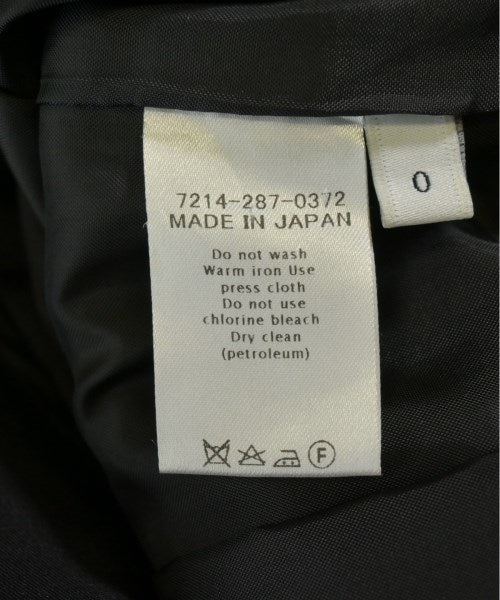 7214-287-0372
MADE IN JAPAN
Do not wash
Warm iron Use
press cloth
Do not use
chlorine bleach
Dry clean
(petroleum)
F
0